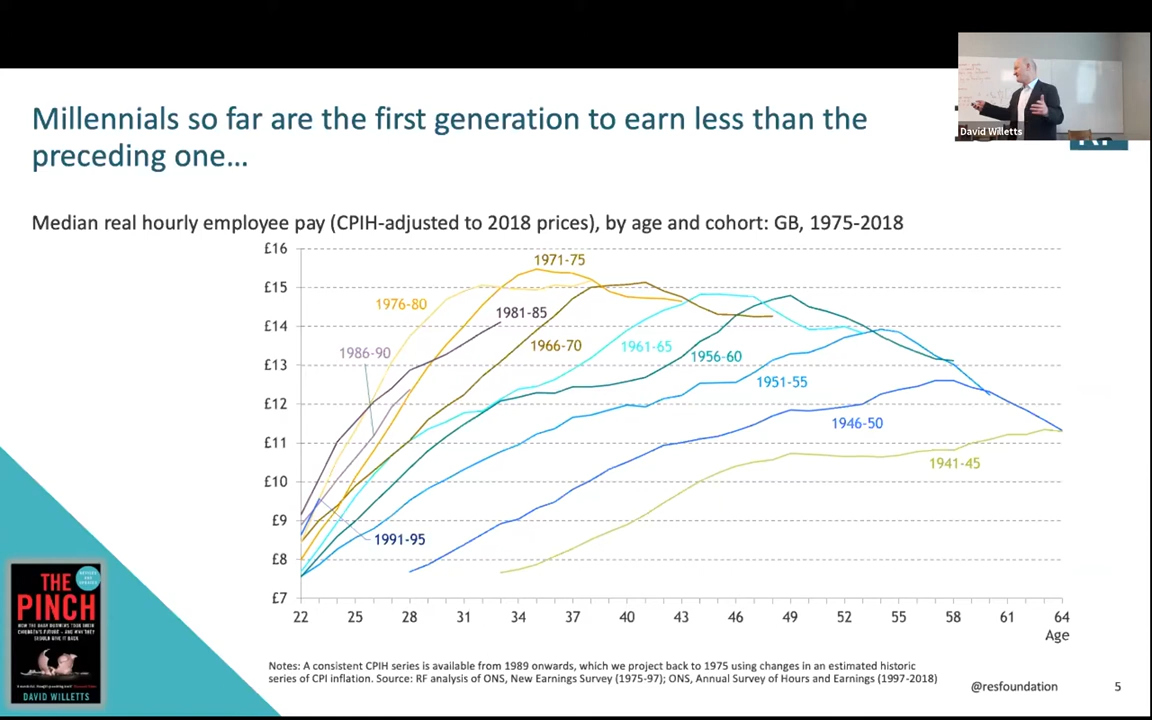 David Willetts
Millennials so far are the first generation to earn less than the
preceding one…
Median real hourly employee pay (CPIH-adjusted to 2018 prices), by age and cohort: GB, 1975-2018
£16
£15
£14
£13
£12
£11
£10
£9
£8
£7
1971-75
1976-80
1981-85
1986-90
1966-70
1961-65
1956-60
1951-55
1946-50
1941-45
1991-95
22 25 28 31 34 37 40 43 46 49 52 55 58 61 64
Age
THE
PINCH
HOW THE BABY BOOMERS TOOK THEIR
CHILDREN'S FUTURE - AND WHY THEY
SHOULD GIVE IT BACK
DAVID WILLETTS
Notes: A consistent CPIH series is available from 1989 onwards, which we project back to 1975 using changes in an estimated historic
series of CPI inflation. Source: RF analysis of ONS, New Earnings Survey (1975-97); ONS, Annual Survey of Hours and Earnings (1997-2018)
@resfoundation
5